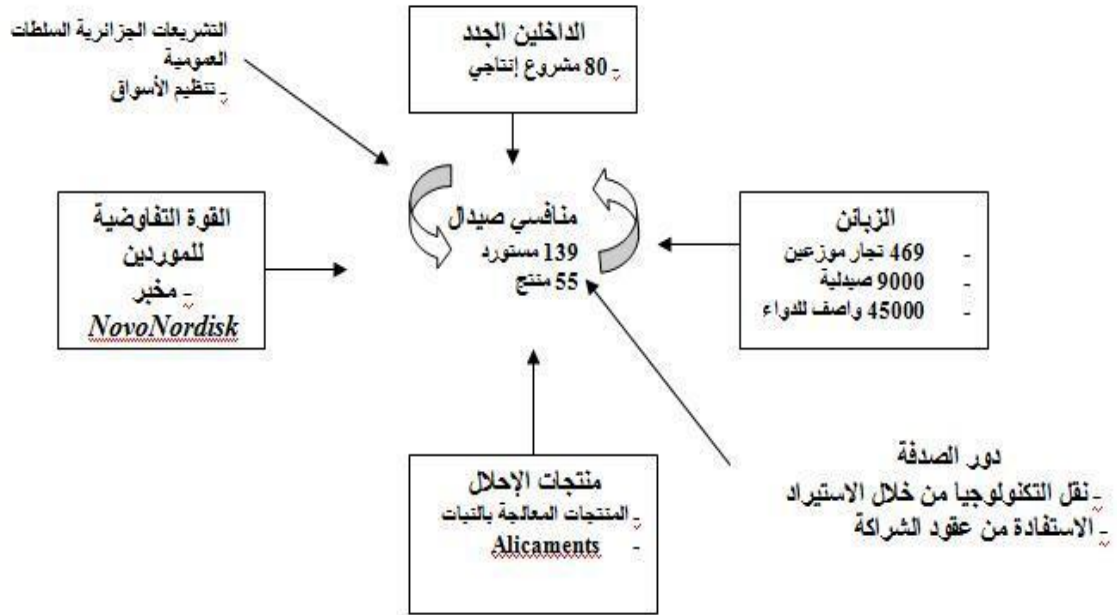 التشريعات الجزائرية السلطات
العمومية
- تنظيم الأسواق
الداخلين الجدد
- 80 مشروع إنتاجي
القوة التفاوضية
للموردين
- مخبر
NovoNordisk
منافسي صيدال
139 مستورد
55 منتج
الزبائن
- 469 تجار موزعين
- 9000 صيدلية
- 45000 واصف للدواء
منتجات الإحلال
- المنتجات المعالجة بالنبات
- Alicaments
دور الصدفة
- نقل التكنولوجيا من خلال الاستيراد
- الاستفادة من عقود الشراكة